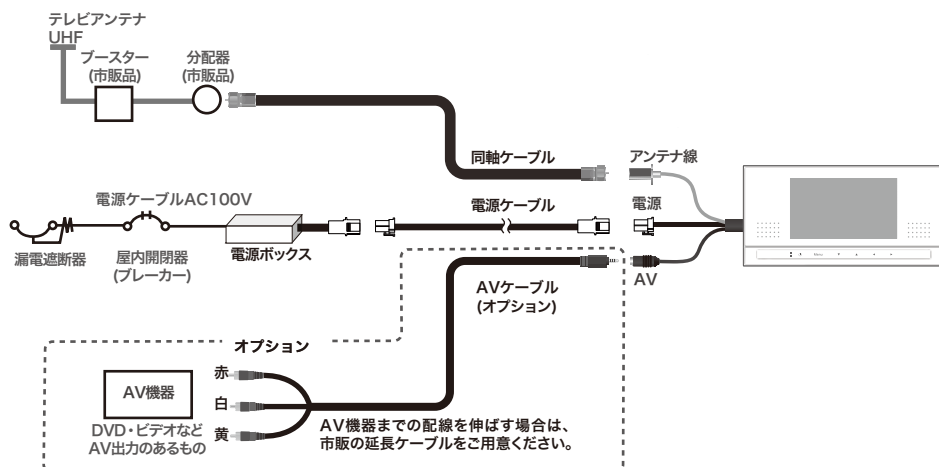 テレビアンテナ
UHF
ブースター
(市販品)
分配器
(市販品)
同軸ケーブル
アンテナ線
電源ケーブルAC100V
電源ケーブル
電源
漏電遮断器
屋内開閉器
(ブレーカー)
電源ボックス
AVケーブル
(オプション)
AV
Menu
オプション
赤
白
黄
AV機器
DVD・ビデオなど
AV出力のあるもの
AV機器までの配線を伸ばす場合は、
市販の延長ケーブルをご用意ください。